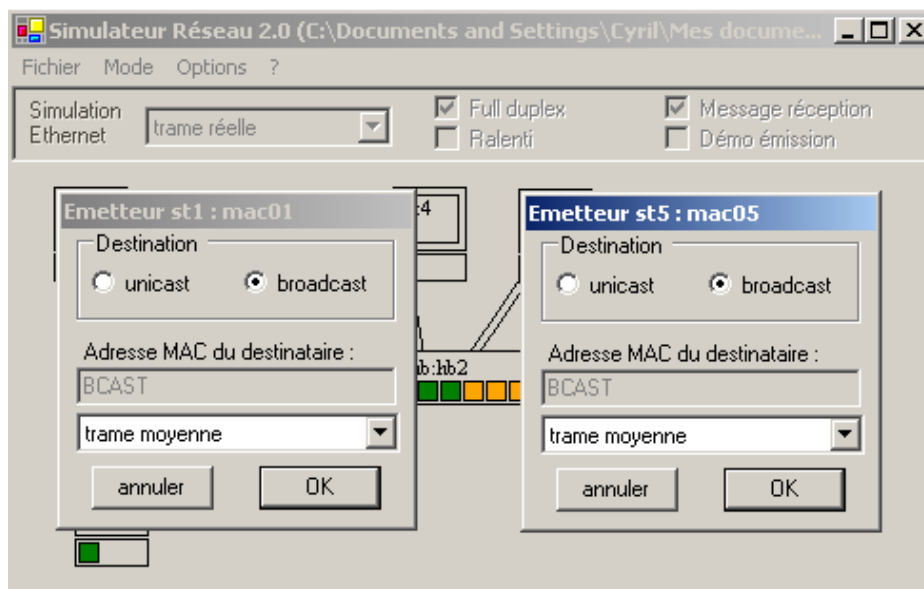 Simulateur Réseau 2.0 (C:\Documents and Settings\Cyril\Mes docume...
Fichier Mode Options ?
Simulation Ethernet
trame réelle
Full duplex
Message réception
Ralenti
Démo émission
:4
Emetteur st1 : mac01
Destination
unicast
broadcast
Adresse MAC du destinataire :
BCAST
trame moyenne
annuler
OK
b:hb2
Emetteur st5 : mac05
Destination
unicast
broadcast
Adresse MAC du destinataire :
BCAST
trame moyenne
annuler
OK